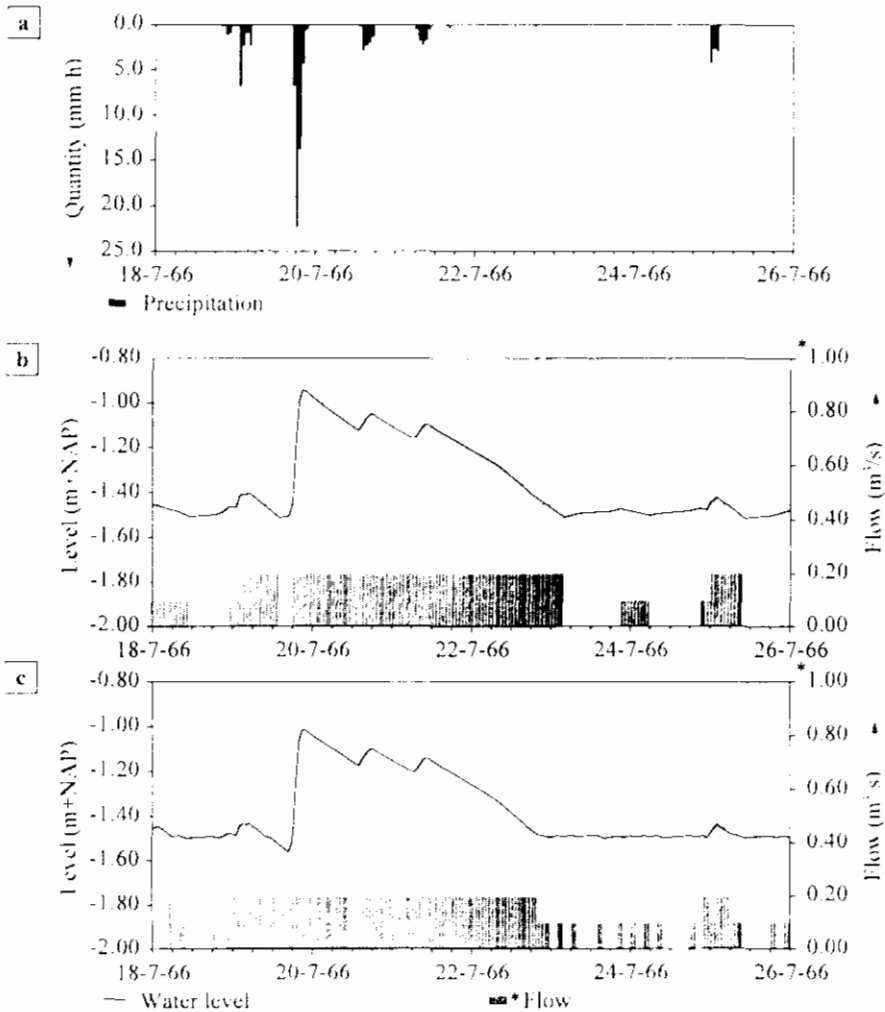 a
Quantity (mm h)
0.0
5.0
10.0
15.0
20.0
25.0
18-7-66 20-7-66 22-7-66 24-7-66 26-7-66
Precipitation
b
Level (m+NAP)
-0.80
-1.00
-1.20
-1.40
-1.60
-1.80
-2.00
*
1.00
0.80
0.60
0.40
0.20
0.00
Flow (m³/s)
18-7-66 20-7-66 22-7-66 24-7-66 26-7-66
c
Level (m+NAP)
-0.80
-1.00
-1.20
-1.40
-1.60
-1.80
-2.00
*
1.00
0.80
0.60
0.40
0.20
0.00
Flow (m³ s)
18-7-66 20-7-66 22-7-66 24-7-66 26-7-66
Water level * Flow